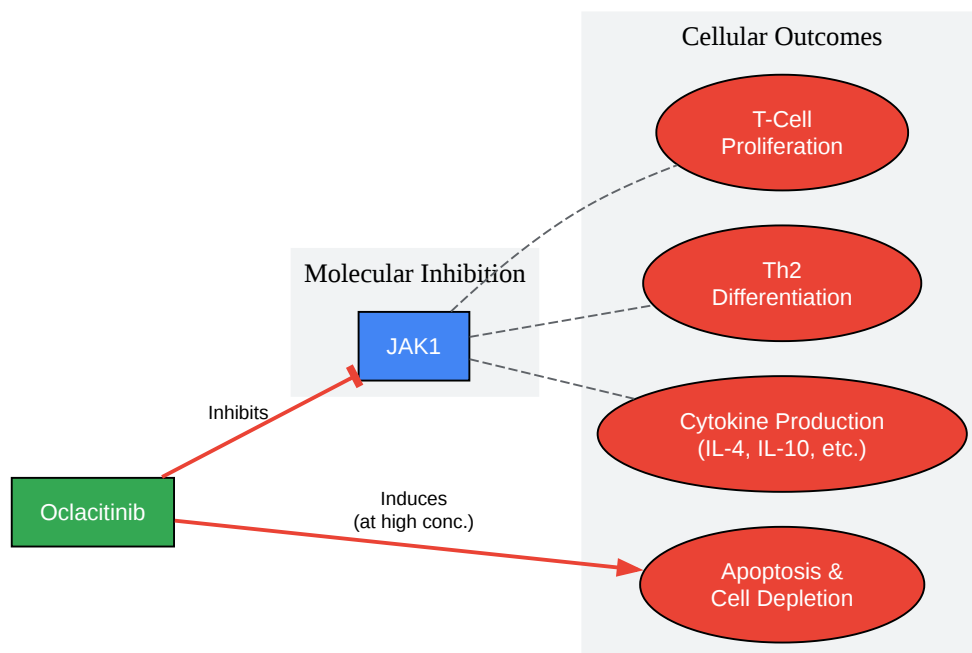 Cellular Outcomes
T-Cell
Proliferation
Molecular Inhibition
Th2
Differentiation
JAK1
Inhibits
Cytokine Production
(IL-4, IL-10, etc.)
Oclacitinib
Induces
(at high conc.)
Apoptosis &
Cell Depletion